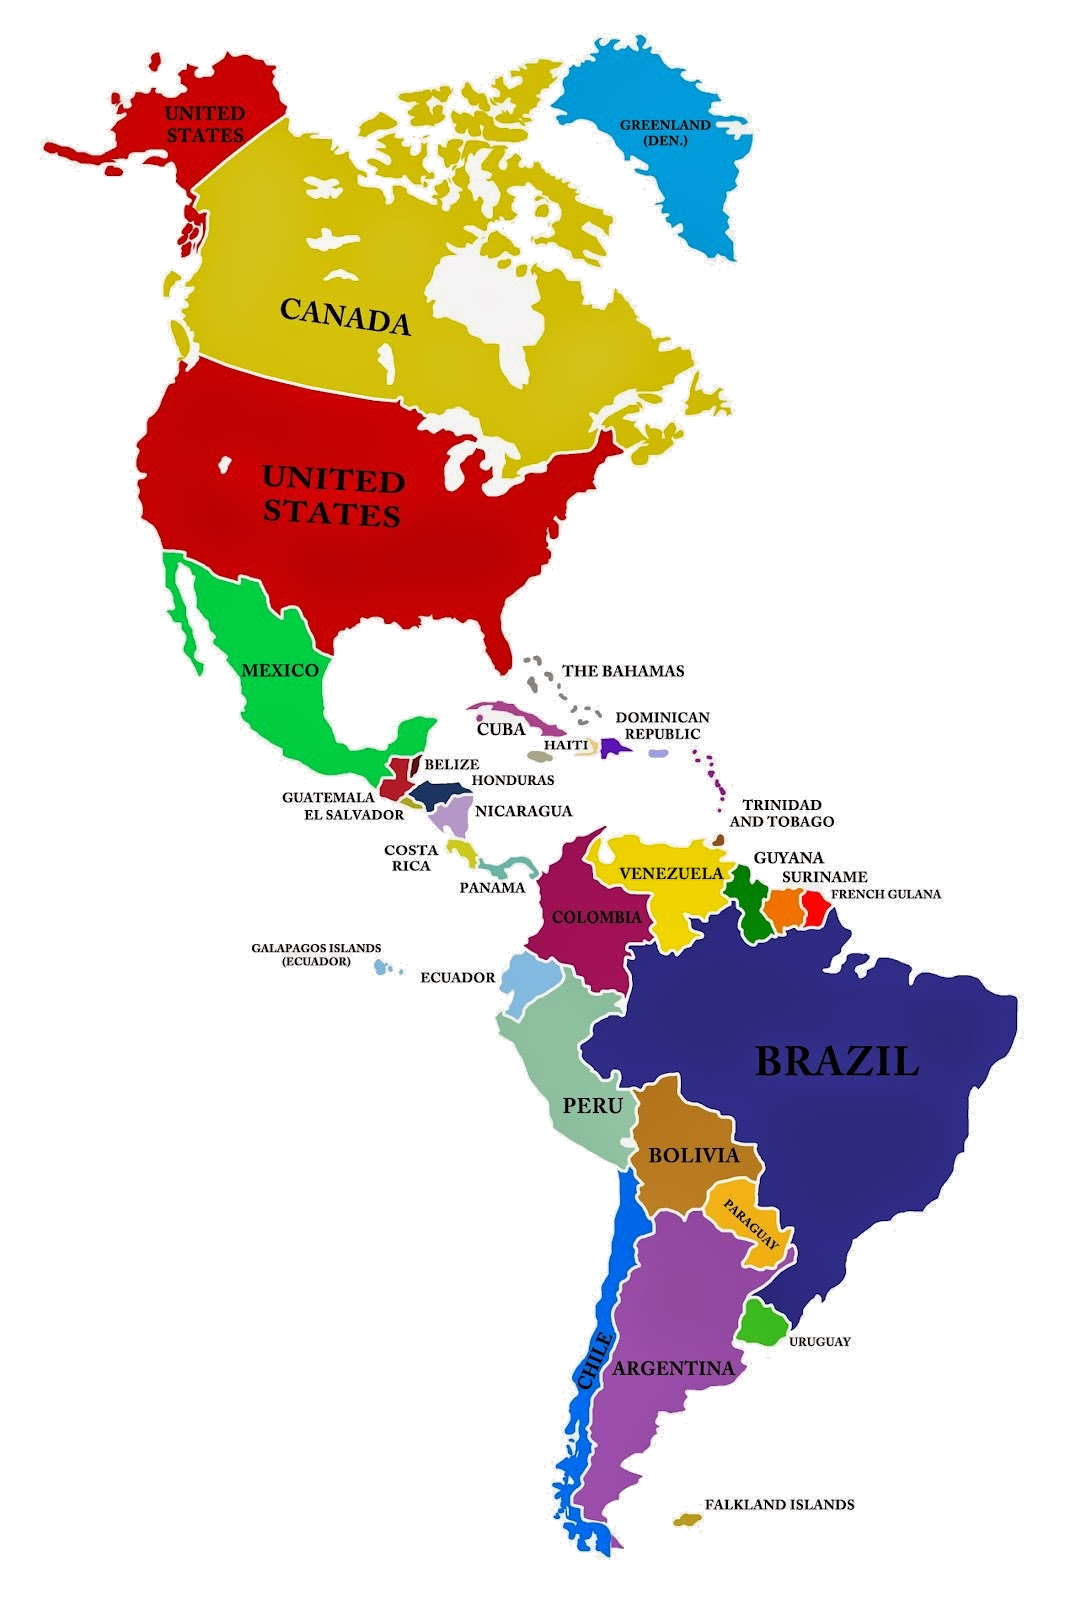 UNITED
STATES
GREENLAND
(DEN.)
CANADA
UNITED
STATES
MEXICO
THE BAHAMAS
CUBA
DOMINICAN
REPUBLIC
HAITI
BELIZE
HONDURAS
GUATEMALA
EL SALVADOR
NICARAGUA
TRINIDAD
AND TOBAGO
COSTA
RICA
PANAMA
VENEZUELA
GUYANA
SURINAME
FRENCH GULANA
COLOMBIA
GALAPAGOS ISLANDS
(ECUADOR)
ECUADOR
BRAZIL
PERU
BOLIVIA
PARAGUAY
URUGUAY
CHILE
ARGENTINA
FALKLAND ISLANDS